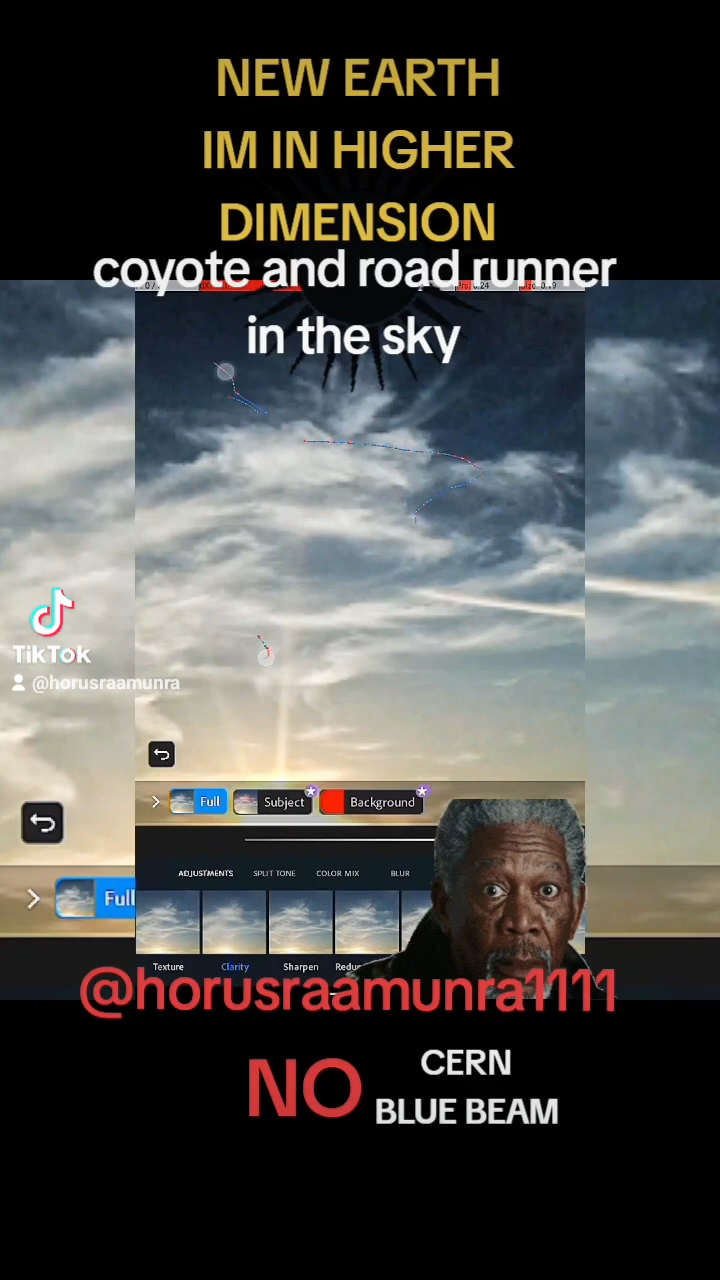 NEW EARTH
IM IN HIGHER
DIMENSION
coyote and road runner
in the sky
TikTok
@horusraamunra
Full
Subject
Background
Full
ADJUSTMENTS
SPLIT TONE
COLOR MIX
BLUR
Texture
Clarity
Sharpen
@horusraamunra1111
NO
CERN
BLUE BEAM